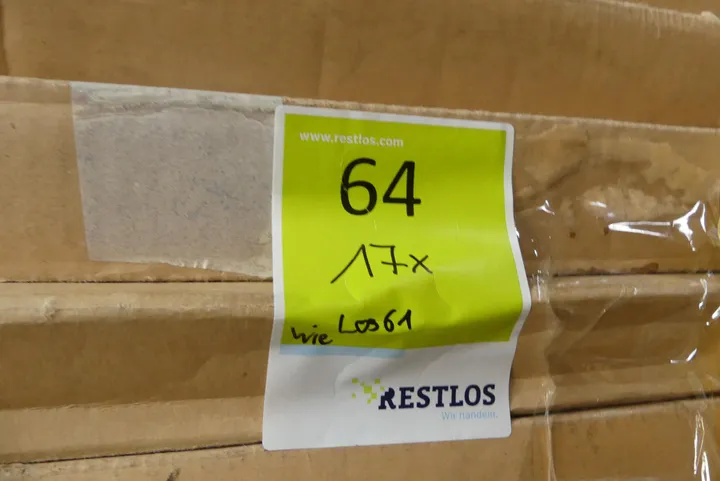 www.restlos.com
64
17x
wie Los61
RESTLOS
Wir handeln.